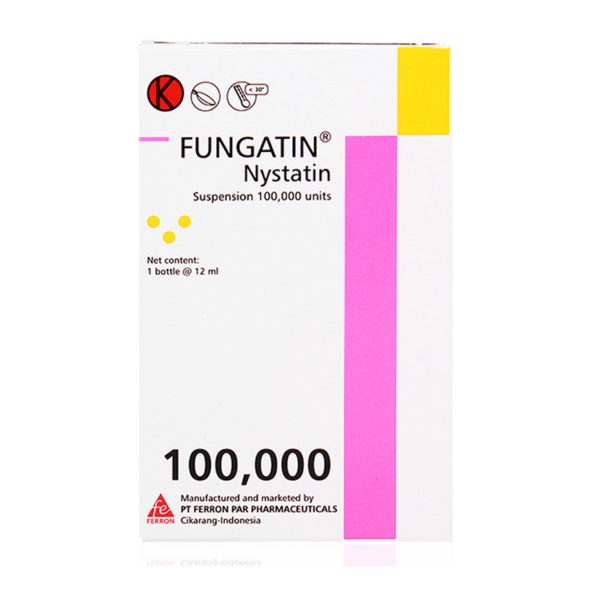 K
< 30°
FUNGATIN®
Nystatin
Suspension 100,000 units
Net content:
1 bottle @ 12 ml
100,000
fe
FERRON
Manufactured and marketed by
PT FERRON PAR PHARMACEUTICALS
Cikarang-Indonesia